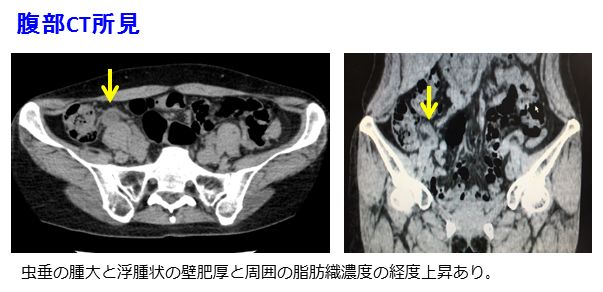 腹部CT所見
虫垂の腫大と浮腫状の壁肥厚と周囲の脂肪織濃度の経度上昇あり。